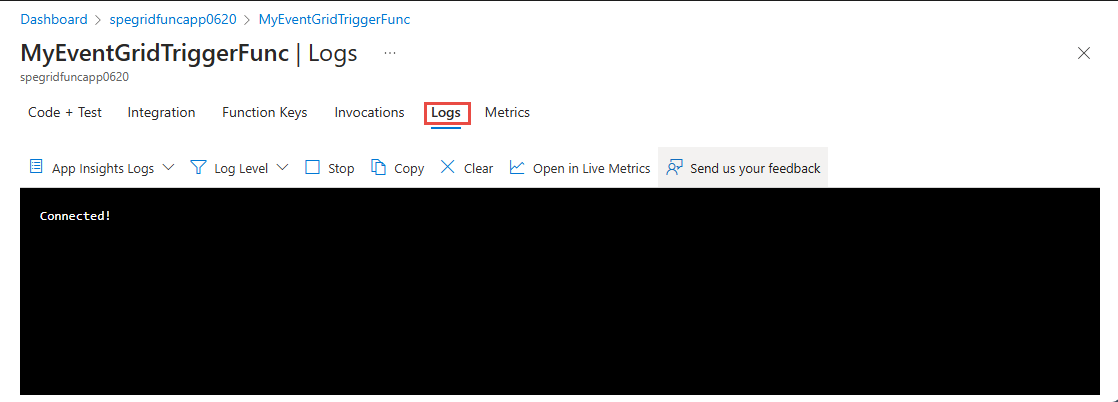 Dashboard > spegridfuncapp0620 > MyEventGridTriggerFunc
MyEventGridTriggerFunc | Logs ...
spegridfuncapp0620
Code + Test Integration Function Keys Invocations Logs Metrics
App Insights Logs Log Level Stop Copy Clear Open in Live Metrics Send us your feedback
Connected!